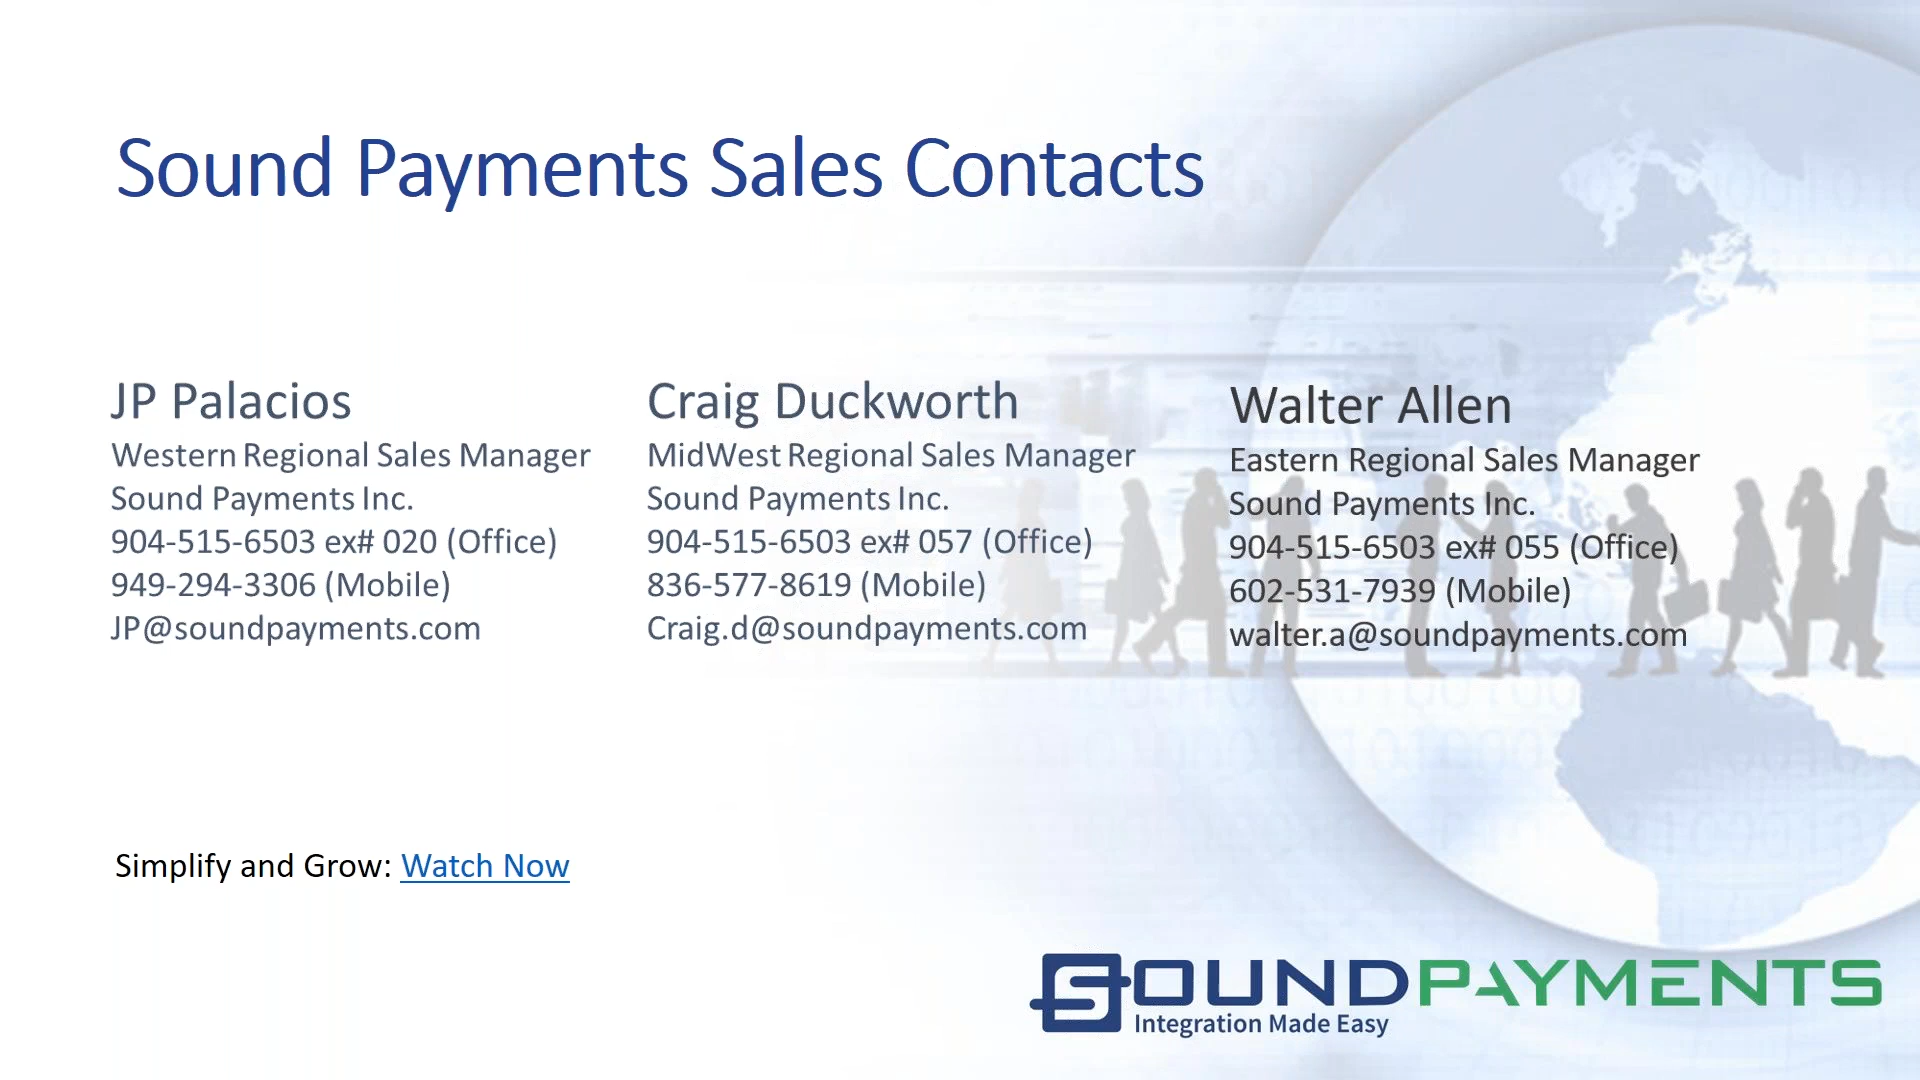 Sound Payments Sales Contacts
JP Palacios
Western Regional Sales Manager
Sound Payments Inc.
904-515-6503 ex# 020 (Office)
949-294-3306 (Mobile)
JP@soundpayments.com
Craig Duckworth
MidWest Regional Sales Manager
Sound Payments Inc.
904-515-6503 ex# 057 (Office)
836-577-8619 (Mobile)
Craig.d@soundpayments.com
Walter Allen
Eastern Regional Sales Manager
Sound Payments Inc.
904-515-6503 ex# 055 (Office)
602-531-7939 (Mobile)
walter.a@soundpayments.com
Simplify and Grow: Watch Now
SOUNDPAYMENTS
Integration Made Easy